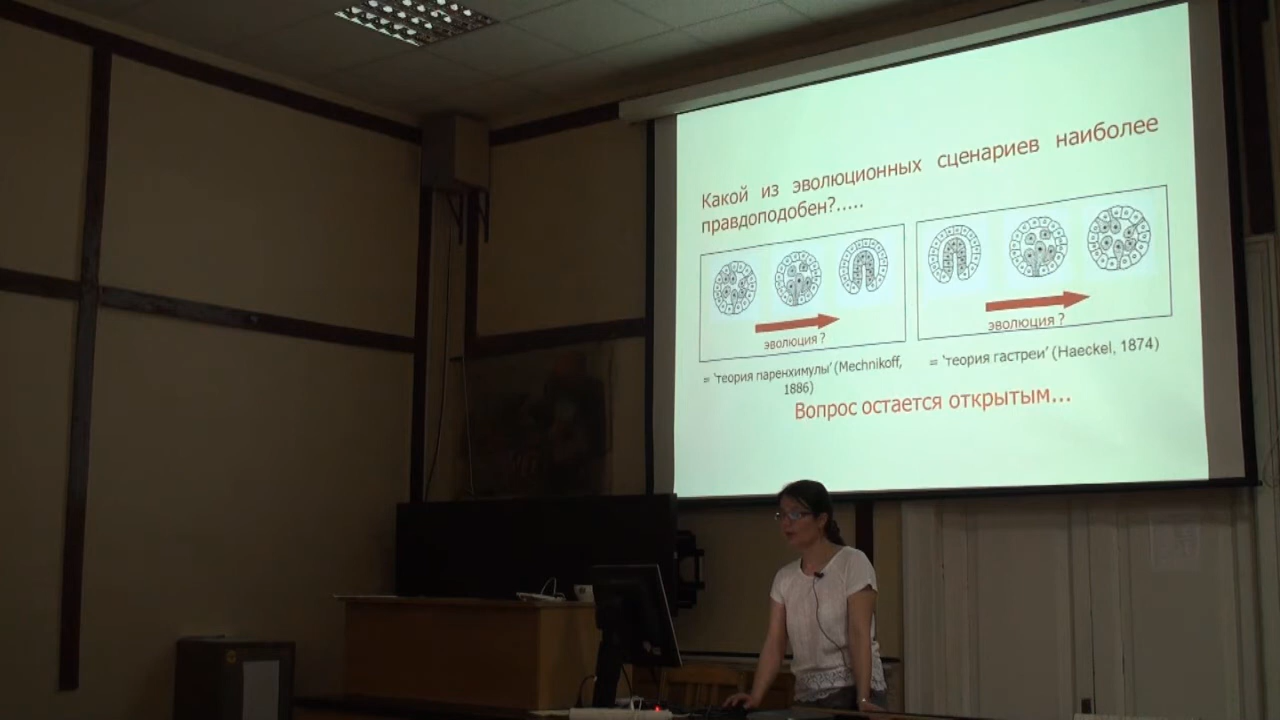 Какой из эволюционных сценариев наиболее
правдоподобен?.....
эволюция ?
эволюция ?
= 'теория паренхимулы' (Mechnikoff,
1886)
= 'теория гастреи' (Haeckel, 1874)
Вопрос остается открытым...